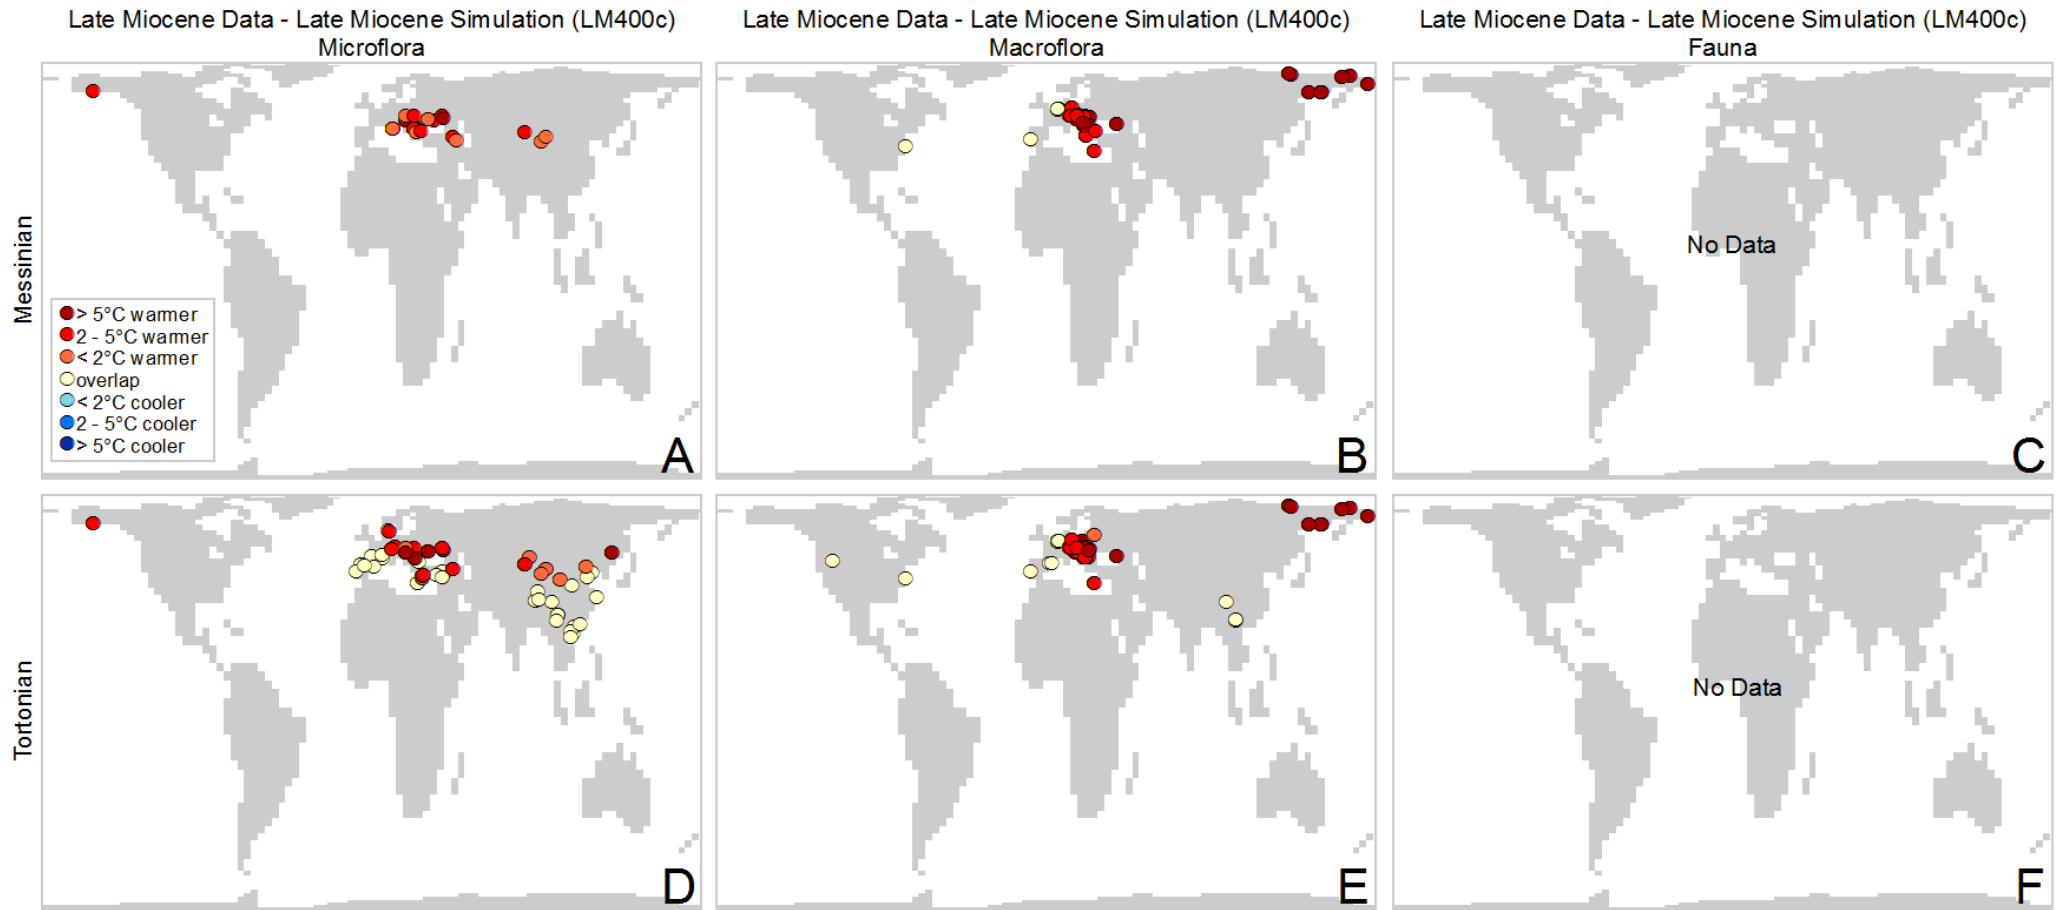 Late Miocene Data - Late Miocene Simulation (LM400c)
Microflora
Late Miocene Data - Late Miocene Simulation (LM400c)
Macroflora
Late Miocene Data - Late Miocene Simulation (LM400c)
Fauna
Messinian
> 5°C warmer
2 - 5°C warmer
< 2°C warmer
overlap
< 2°C cooler
2 - 5°C cooler
> 5°C cooler
A
B
No Data
C
Tortonian
D
E
No Data
F